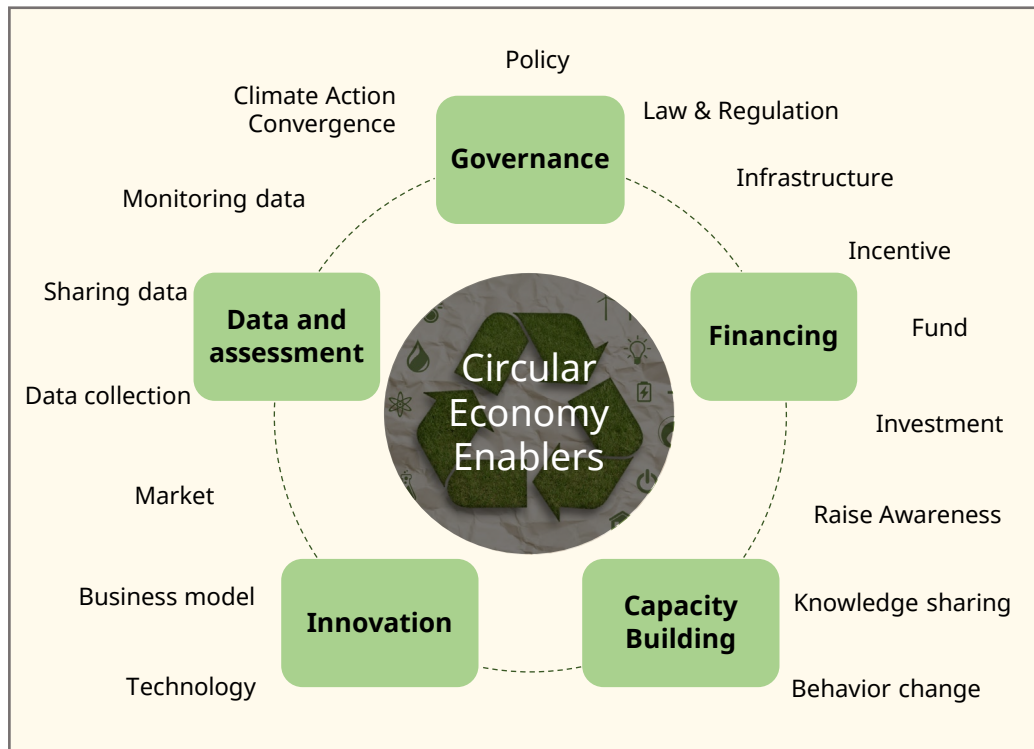 Policy
Climate Action
Convergence
Law & Regulation
Governance
Infrastructure
Monitoring data
Incentive
Sharing data
Data and
assessment
Financing
Fund
Circular
Economy
Enablers
Data collection
Investment
Market
Raise Awareness
Business model
Innovation
Capacity
Building
Knowledge sharing
Technology
Behavior change